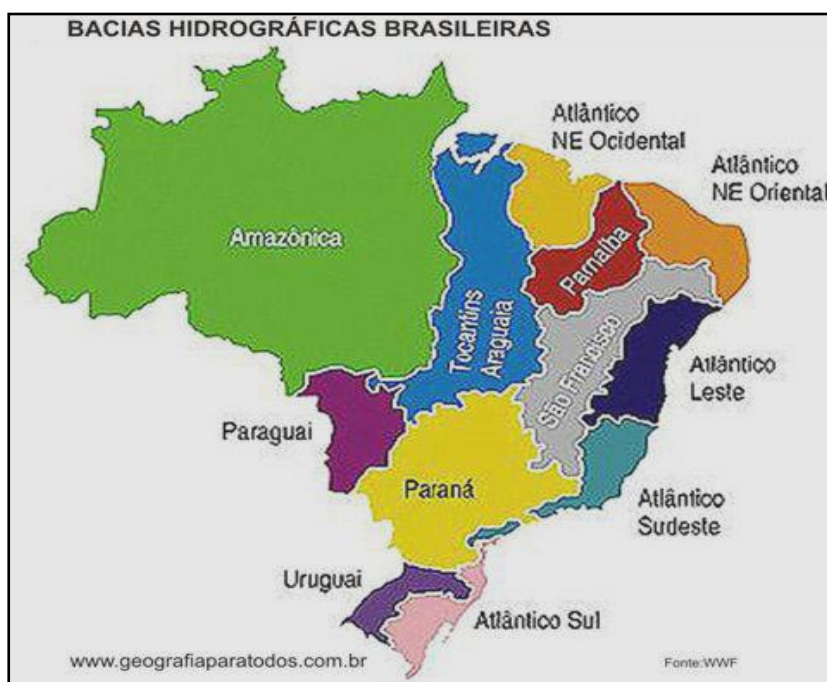 BACIAS HIDROGRÁFICAS BRASILEIRAS
Atlântico
NE Ocidental
Atlântico
NE Oriental
Amazônica
Parnaíba
Tocantins
Araguaia
São Francisco
Atlântico
Leste
Paraguai
Paraná
Atlântico
Sudeste
Uruguai
Atlântico Sul
www.geografiaparatodos.com.br
Fonte:WWF